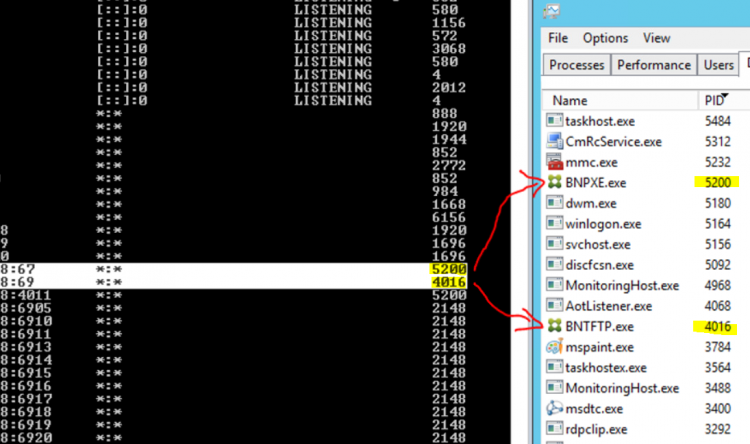 580
[::]:0 LISTENING 580
[::]:0 LISTENING 1156
[::]:0 LISTENING 572
[::]:0 LISTENING 3068
[::]:0 LISTENING 580
[::]:0 LISTENING 4
[::]:0 LISTENING 2012
[::]:0 LISTENING 4
*:* 888
*:* 1920
*:* 1944
*:* 852
*:* 2772
*:* 852
*:* 984
*:* 1668
*:* 6156
8 *:* 1920
9 *:* 1696
0 *:* 1696
8:67 *:* 5200
8:69 *:* 4016
8:4011 *:* 5200
8:6905 *:* 2148
8:6910 *:* 2148
8:6911 *:* 2148
8:6913 *:* 2148
8:6914 *:* 2148
8:6915 *:* 2148
8:6916 *:* 2148
8:6917 *:* 2148
8:6918 *:* 2148
8:6919 *:* 2148
8:6920 *:* 2148
File Options View
Processes Performance Users
Name PID
taskhost.exe 5484
CmRcService.exe 5312
mmc.exe 5232
BNPXE.exe 5200
dwm.exe 5180
winlogon.exe 5164
svchost.exe 5156
discfcsn.exe 5092
MonitoringHost.exe 4968
AotListener.exe 4068
BNTFTP.exe 4016
mspaint.exe 3784
taskhostex.exe 3564
MonitoringHost.exe 3488
msdtc.exe 3400
rdpclip.exe 3292